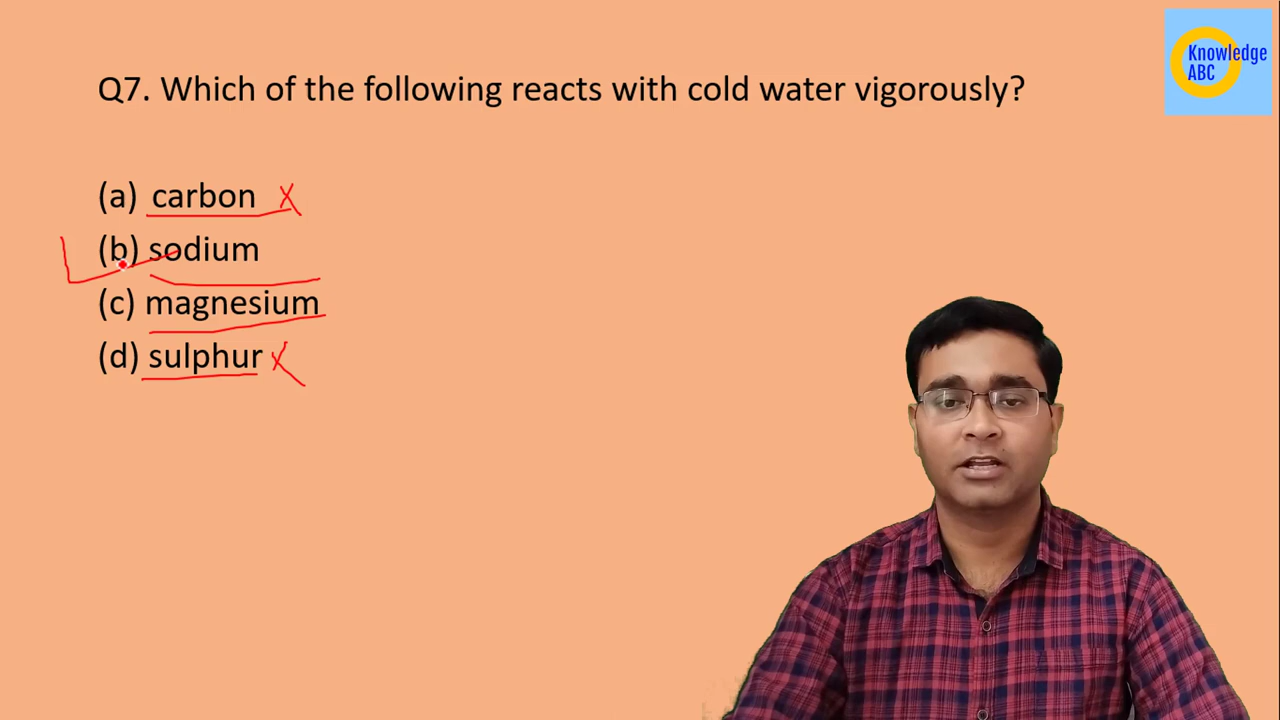 Knowledge
ABC
Q7. Which of the following reacts with cold water vigorously?
(a) carbon
(b) sodium
(c) magnesium
(d) sulphur